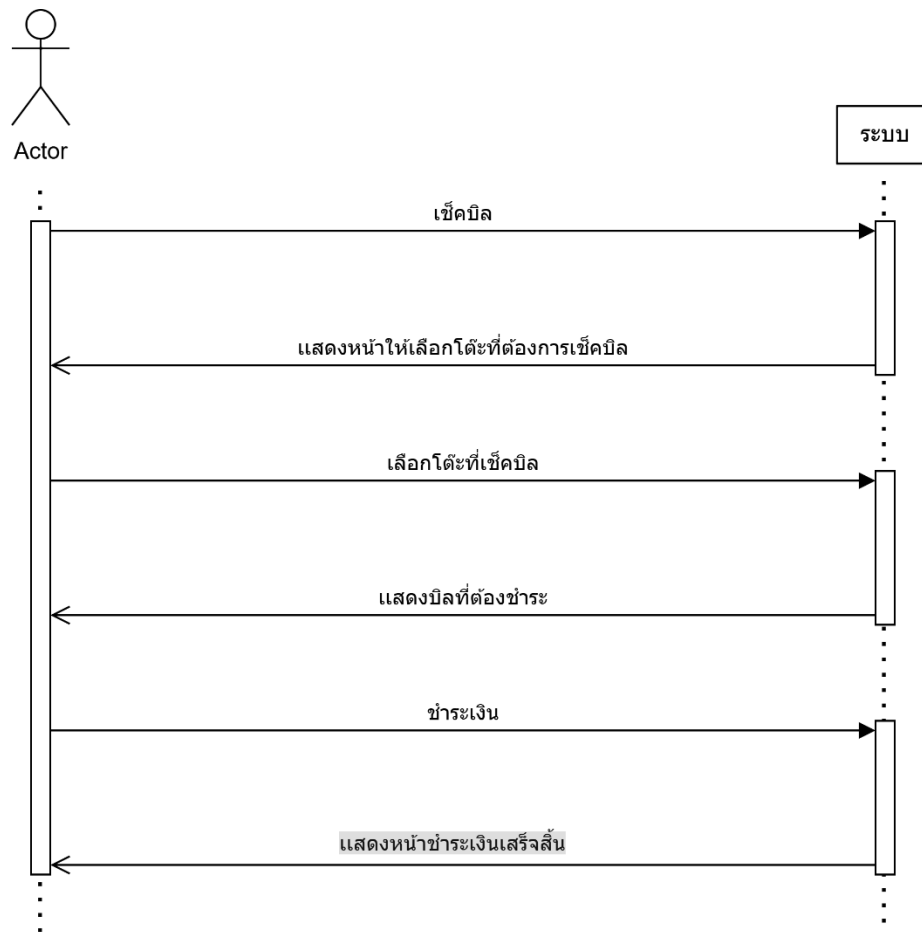 Actor
ระบบ
เช็คบิล
แสดงหน้าให้เลือกโต๊ะที่ต้องการเช็คบิล
เลือกโต๊ะที่เช็คบิล
แสดงบิลที่ต้องชำระ
ชำระเงิน
แสดงหน้าชำระเงินเสร็จสิ้น